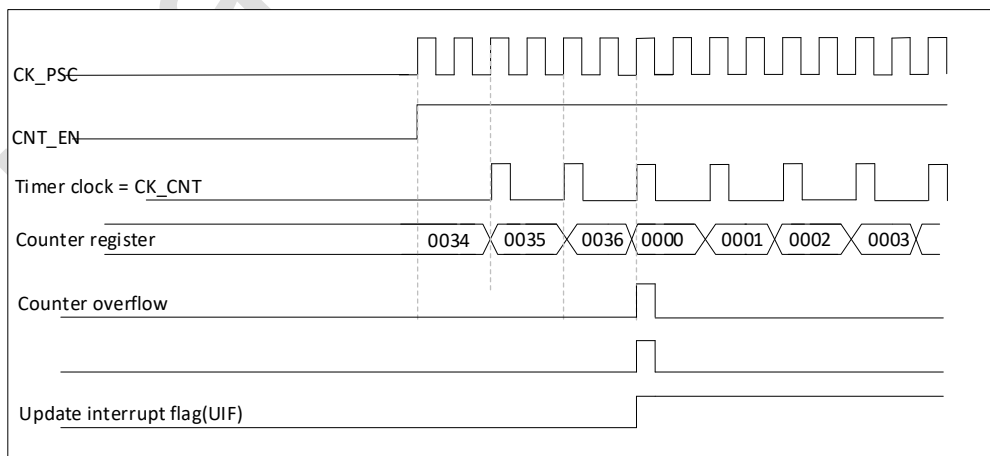 CK_PSC
CNT_EN
Timer clock = CK_CNT
Counter register
0034 0035 0036 0000 0001 0002 0003
Counter overflow
Update interrupt flag(UIF)